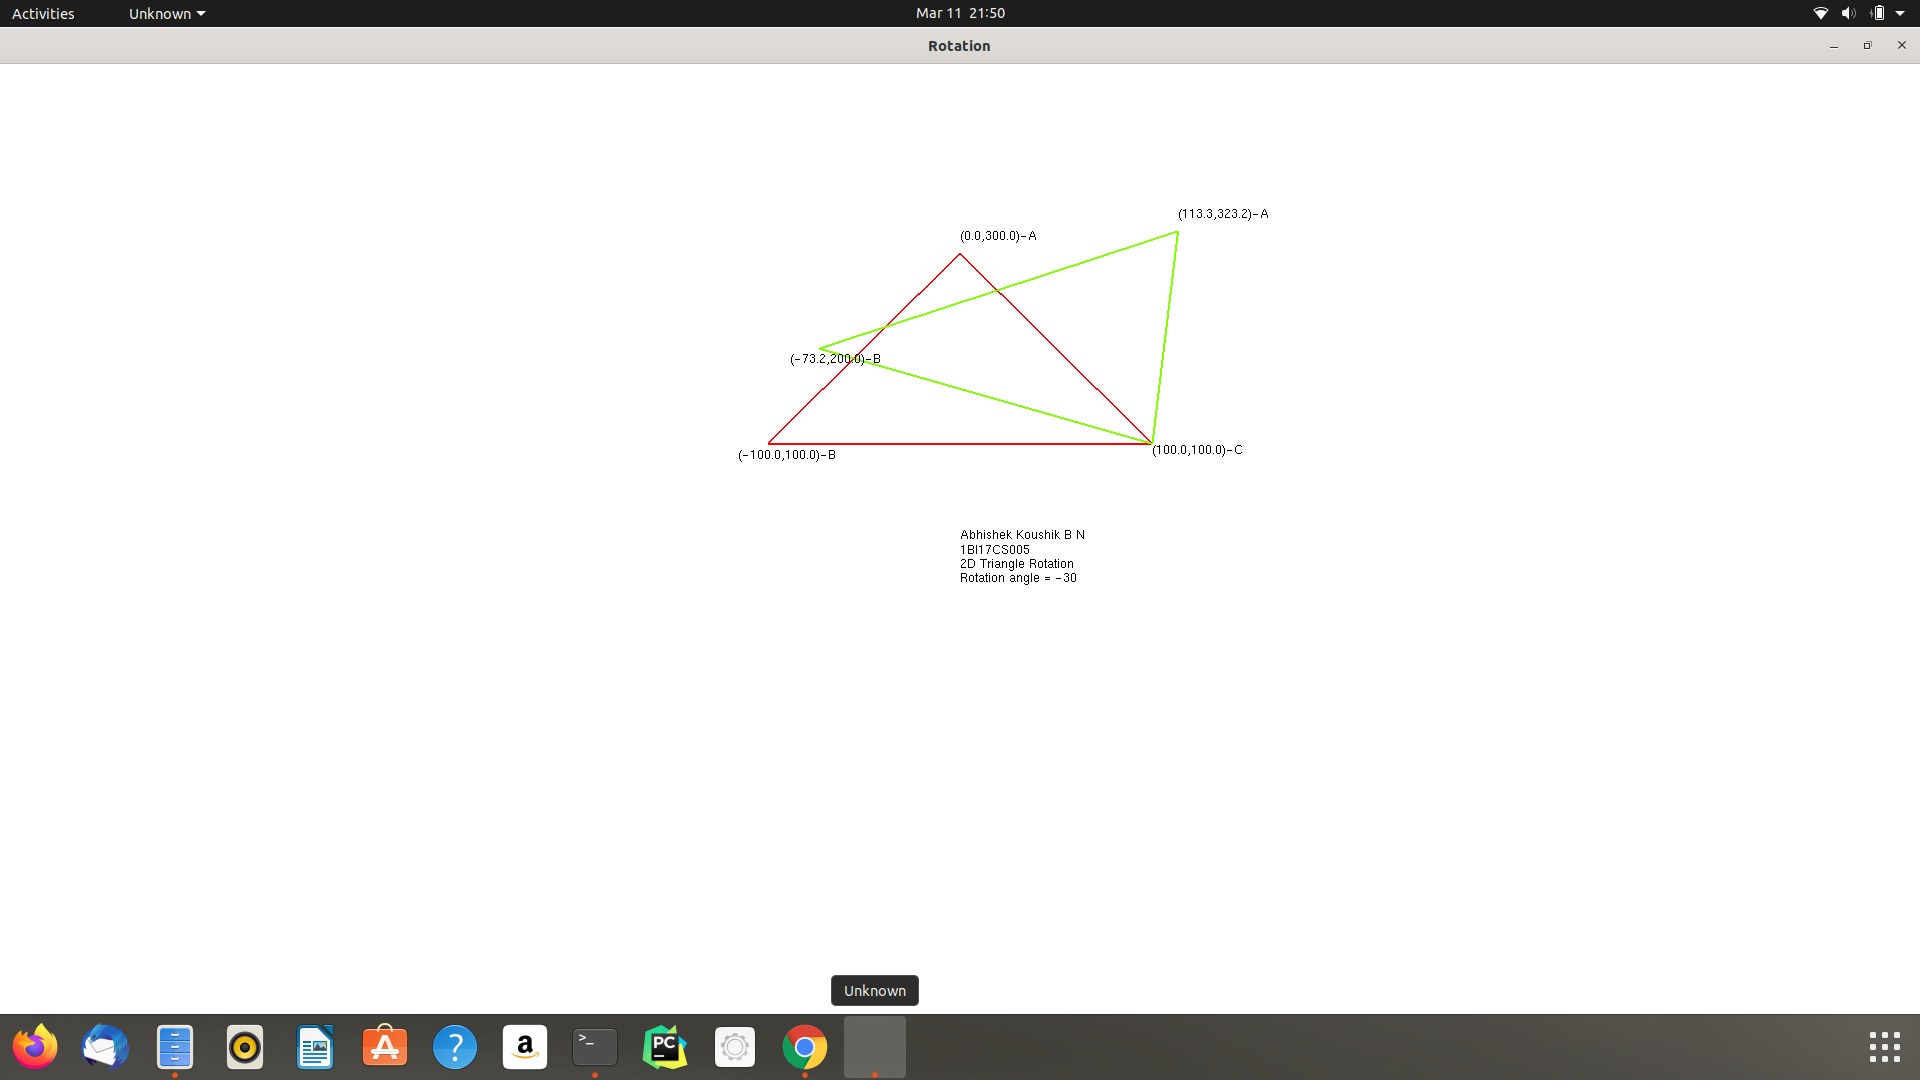 Activities
Unknown
Mar 11 21:50
Rotation
(113.3,323.2)-A
(0.0,300.0)-A
(-73.2,200.0)-B
(100.0,100.0)-C
(-100.0,100.0)-B
Abhishek Koushik B N
1BI17CS005
2D Triangle Rotation
Rotation angle = -30
Unknown
A
?
a
>_
PC